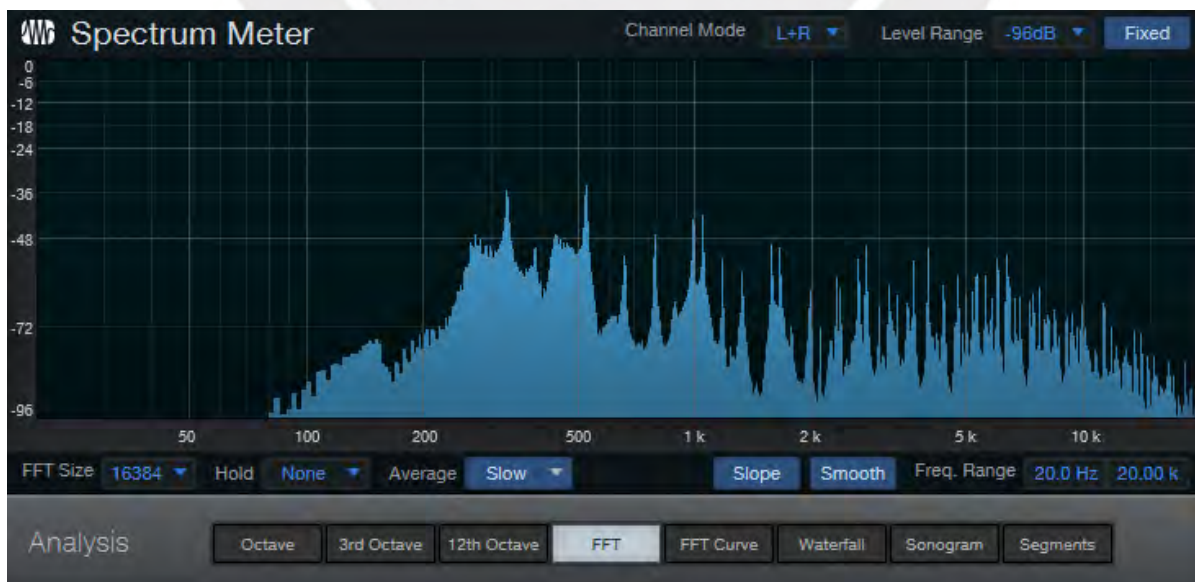 Spectrum Meter Channel Mode L+R Level Range -96dB Fixed
0
-6
-12
-18
-24
-36
-48
-72
-96
50 100 200 500 1 k 2 k 5 k 10 k
FFT Size 16384 Hold None Average Slow Slope Smooth Freq. Range 20.0 Hz 20.00 k
Analysis Octave 3rd Octave 12th Octave FFT FFT Curve Waterfall Sonogram Segments